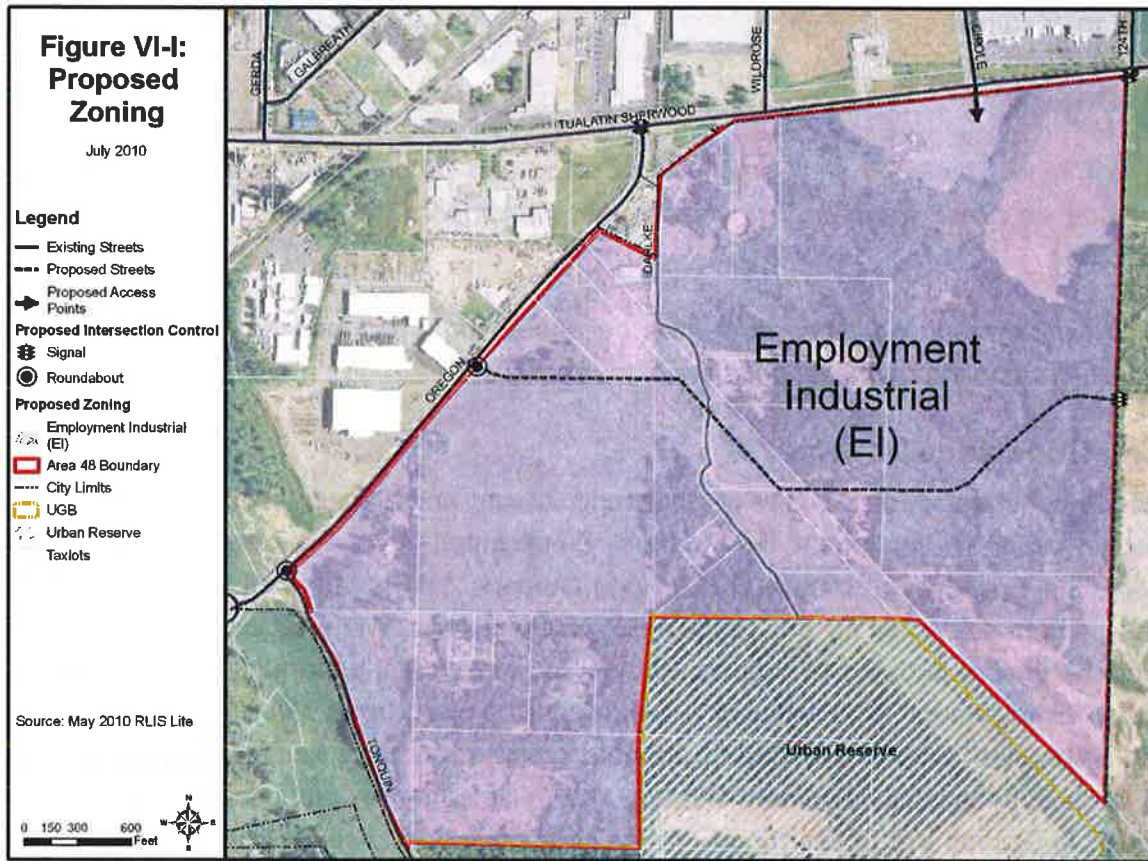 Figure VI-I:
Proposed
Zoning
July 2010
Legend
Existing Streets
Proposed Streets
Proposed Access
Points
Proposed Intersection Control
Signal
Roundabout
Proposed Zoning
Employment Industrial
(EI)
Area 48 Boundary
City Limits
UGB
Urban Reserve
Taxlots
Source: May 2010 RLIS Lite
0 150 300 600
Feet
N
W E
S
GERDA
GALBREATH
WILDROSE
CIPOLE
124TH
TUALATIN SHERWOOD
DAHLKE
OREGON
Employment
Industrial
(EI)
TONQUIN
Urban Reserve